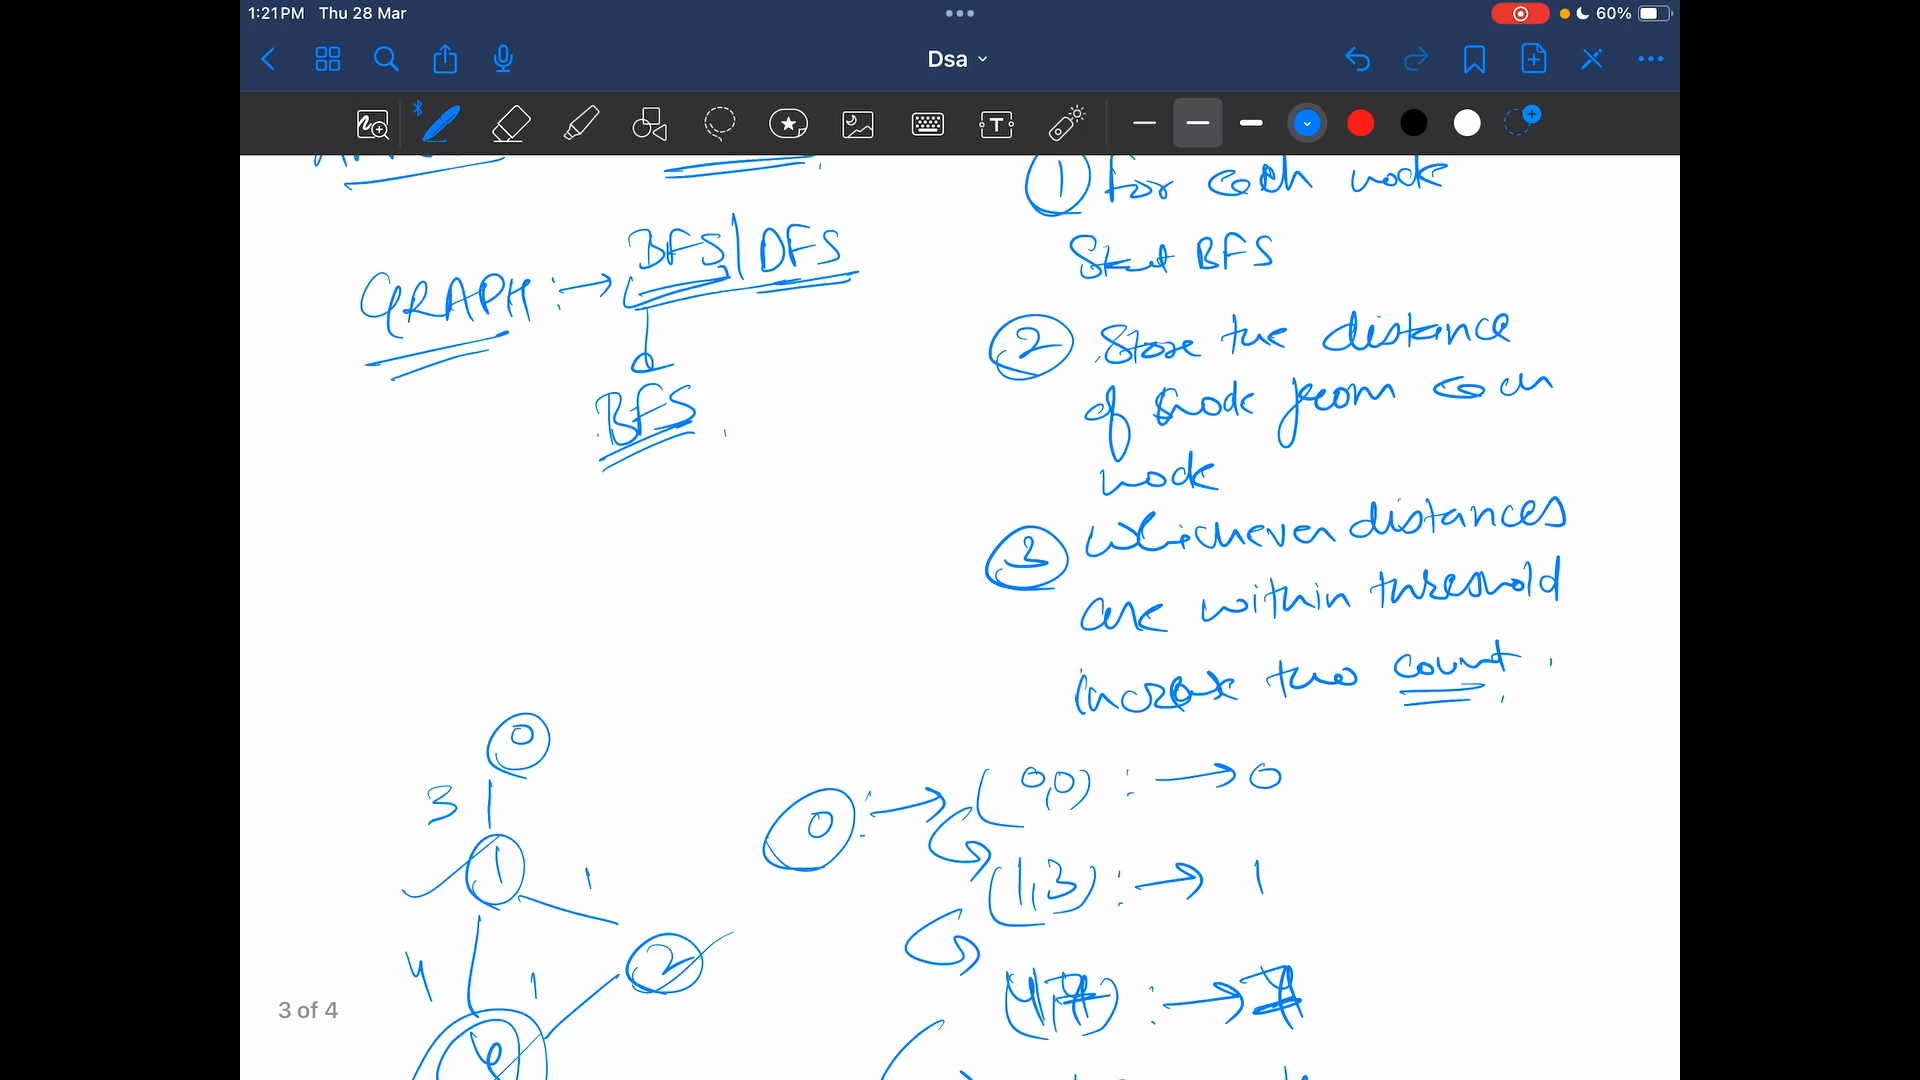 1:21 PM Thu 28 Mar
60%
Dsa
① for each node
Start BFS
GRAPH :→ BFS | DFS
BFS
② Store the distance
of node from each
node
③ Whichever distances
are within threshold
increase the count.
0
3
1
1
4
1
2
0 :→ (0,0) :→ 0
(1,3) :→ 1
3 of 4